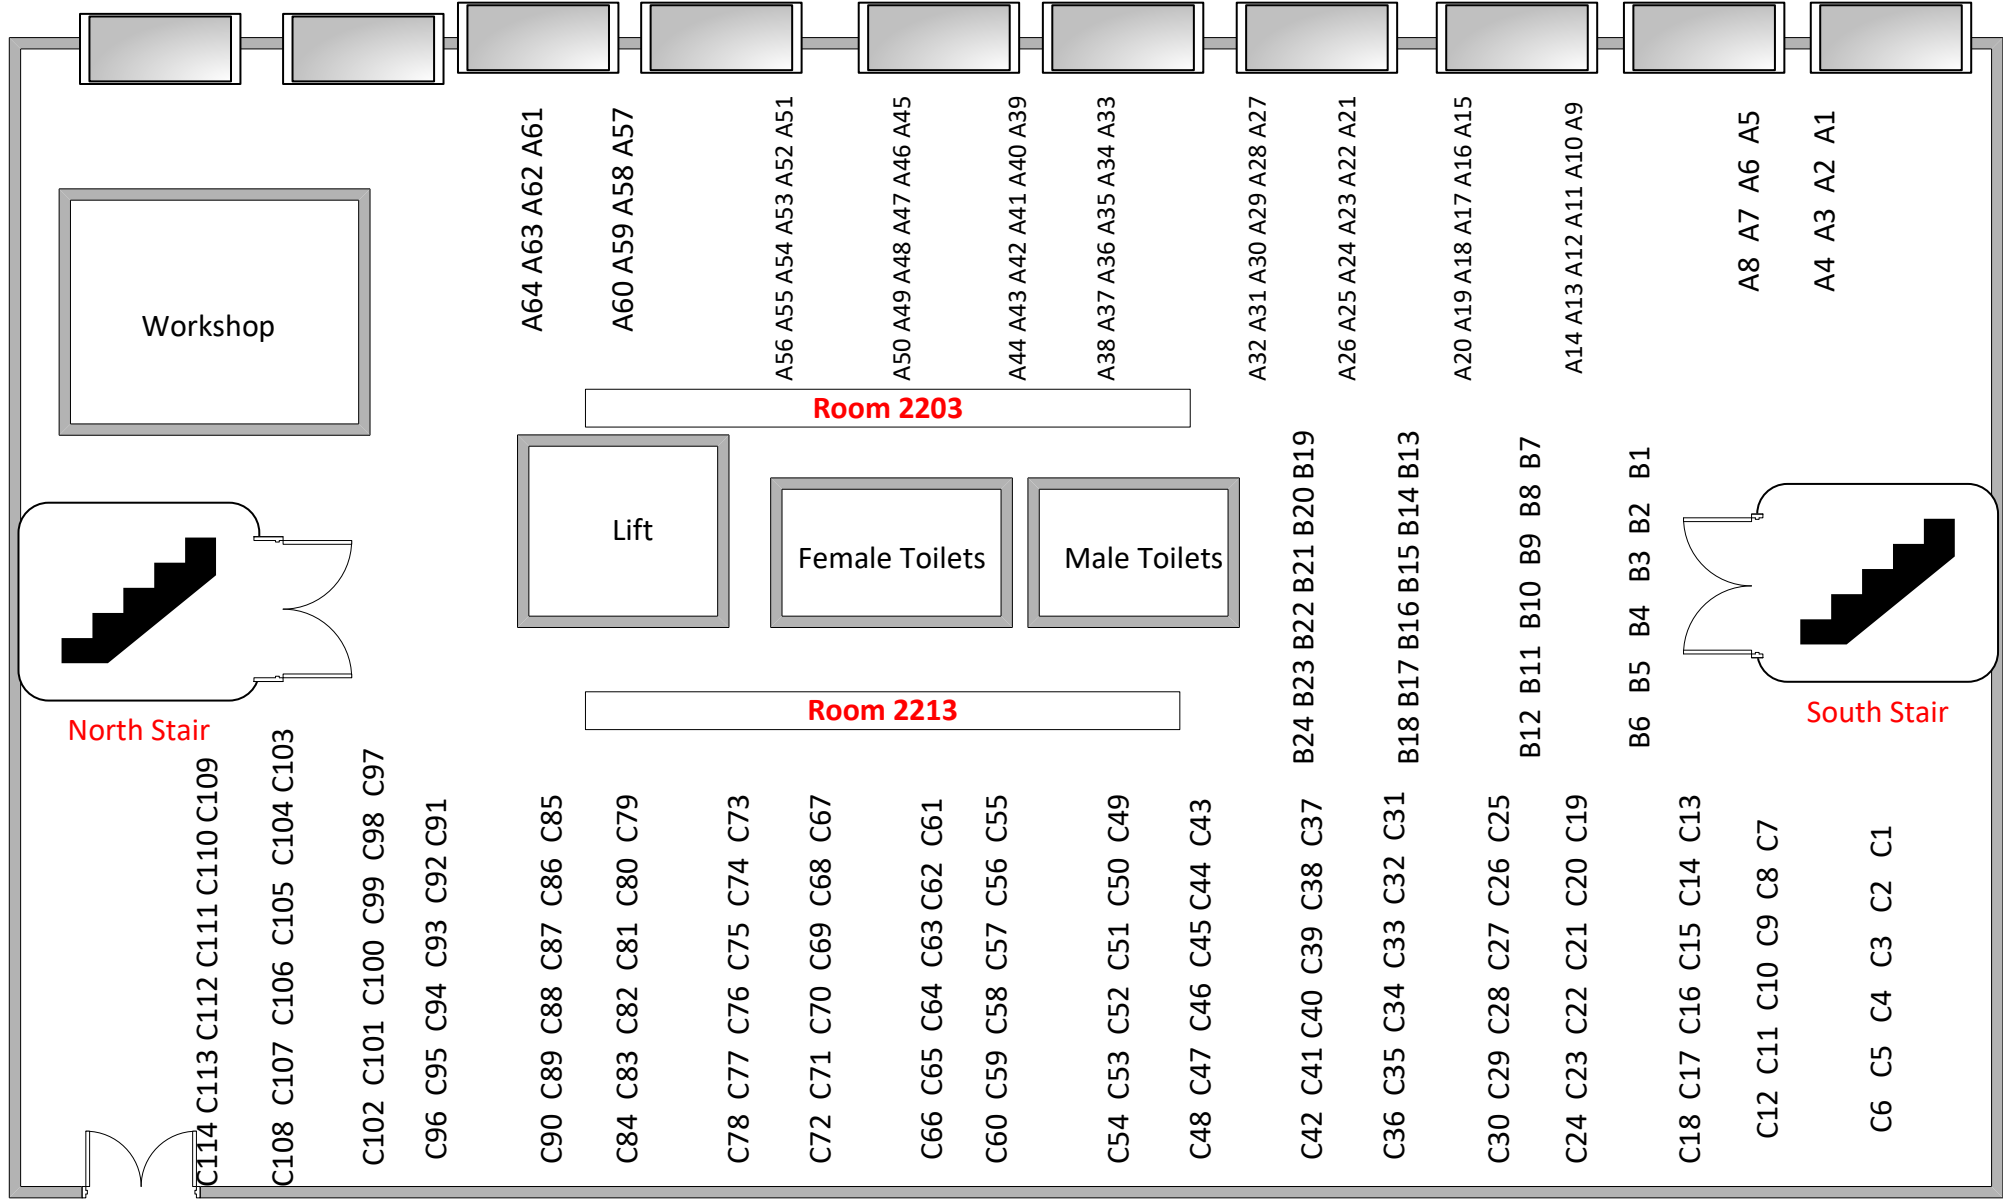 A64 A63 A62 A61
A60 A59 A58 A57
A56 A55 A54 A53 A52 A51
A50 A49 A48 A47 A46 A45
A44 A43 A42 A41 A40 A39
A38 A37 A36 A35 A34 A33
A32 A31 A30 A29 A28 A27
A26 A25 A24 A23 A22 A21
A20 A19 A18 A17 A16 A15
A14 A13 A12 A11 A10 A9
A8 A7 A6 A5
A4 A3 A2 A1
Workshop
Room 2203
Lift
Female Toilets
Male Toilets
B24 B23 B22 B21 B20 B19
B18 B17 B16 B15 B14 B13
B12 B11 B10 B9 B8 B7
B6 B5 B4 B3 B2 B1
North Stair
Room 2213
South Stair
C114 C113 C112 C111 C110 C109
C108 C107 C106 C105 C104 C103
C102 C101 C100 C99 C98 C97
C96 C95 C94 C93 C92 C91
C90 C89 C88 C87 C86 C85
C84 C83 C82 C81 C80 C79
C78 C77 C76 C75 C74 C73
C72 C71 C70 C69 C68 C67
C66 C65 C64 C63 C62 C61
C60 C59 C58 C57 C56 C55
C54 C53 C52 C51 C50 C49
C48 C47 C46 C45 C44 C43
C42 C41 C40 C39 C38 C37
C36 C35 C34 C33 C32 C31
C30 C29 C28 C27 C26 C25
C24 C23 C22 C21 C20 C19
C18 C17 C16 C15 C14 C13
C12 C11 C10 C9 C8 C7
C6 C5 C4 C3 C2 C1